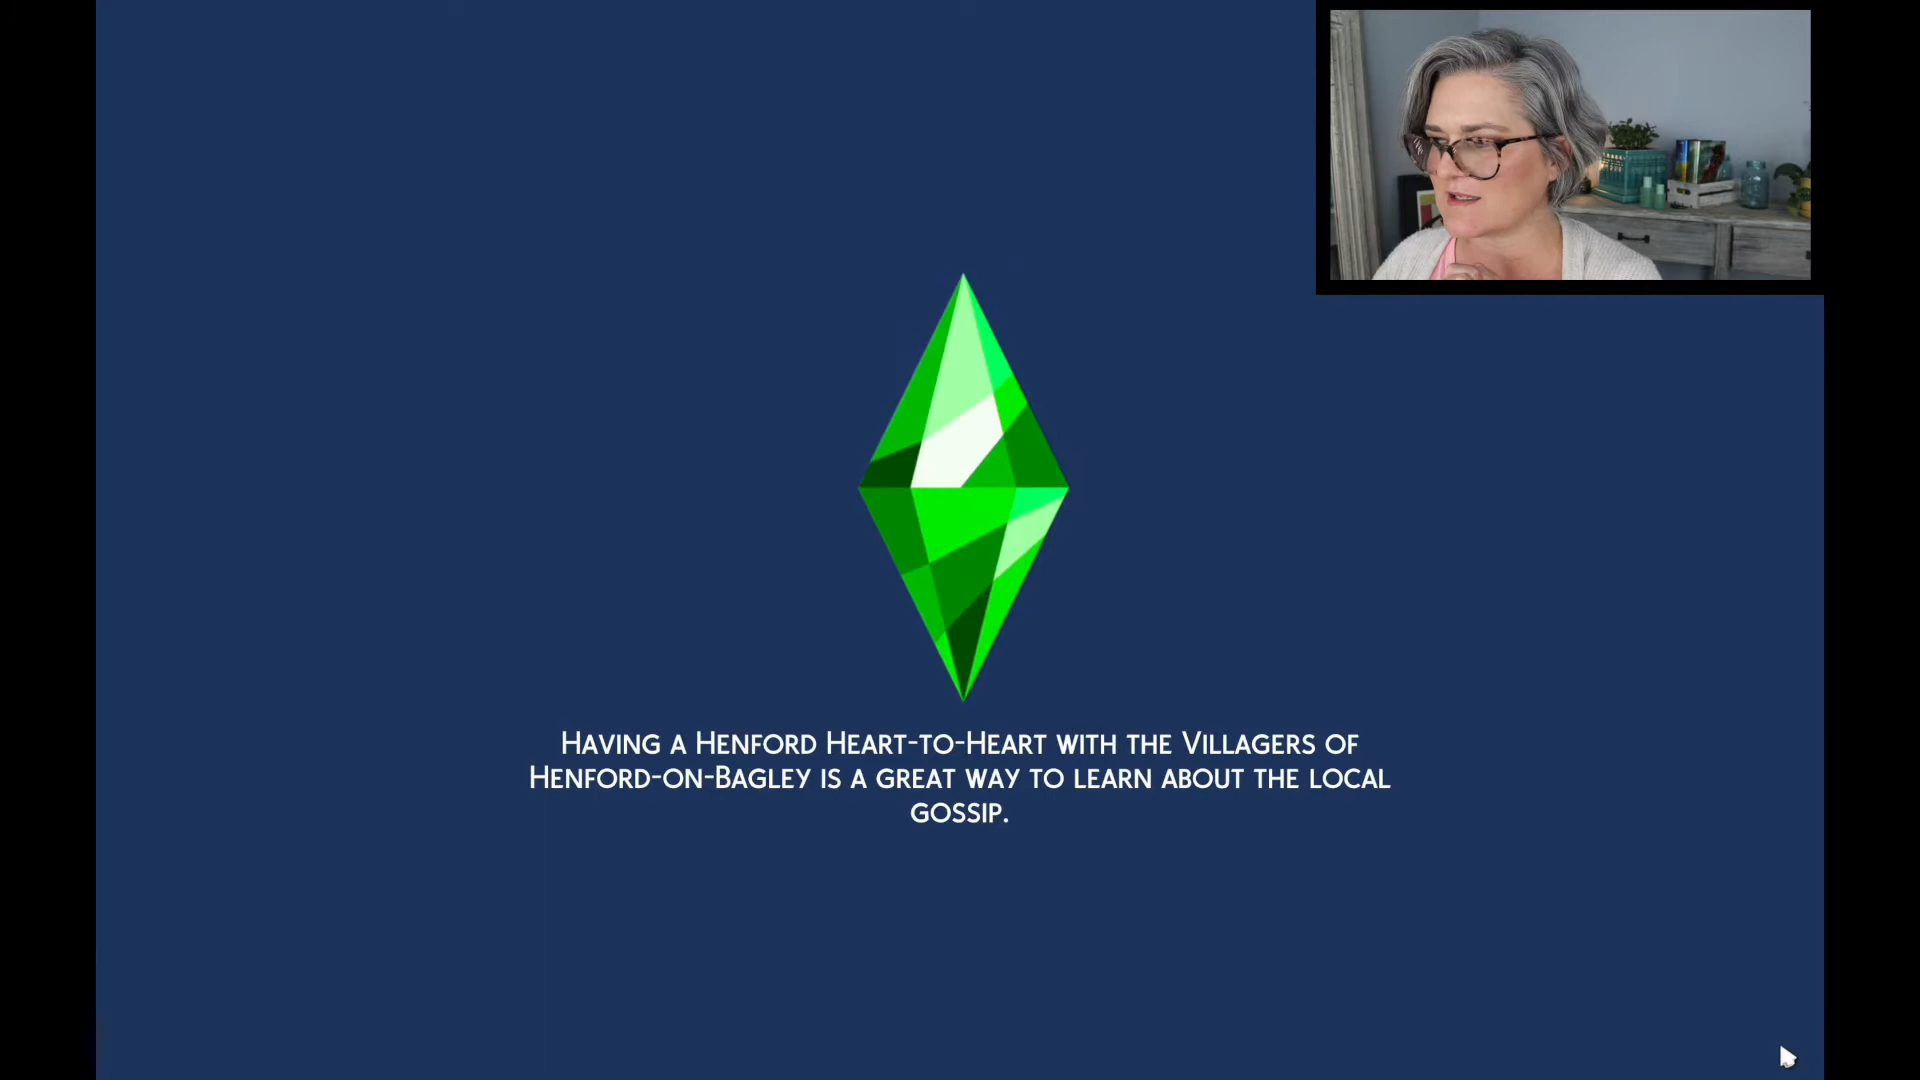 Having a Henford Heart-to-Heart with the Villagers of
Henford-on-Bagley is a great way to learn about the local
gossip.